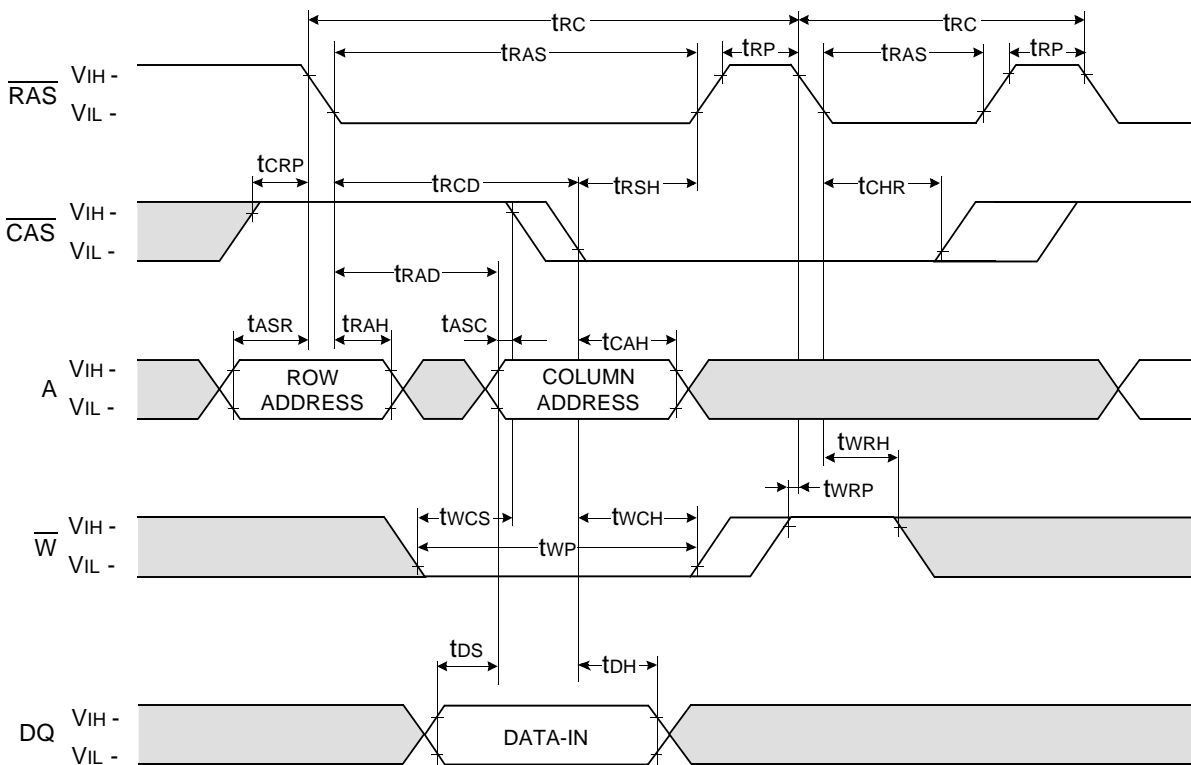 tRC tRC
tRAS tRP tRAS tRP
RAS VIH -
VIL -
tCRP tRCD tRSH tCHR
CAS VIH -
VIL -
tRAD
tASR tRAH tASC tCAH
A VIH -
VIL -
ROW ADDRESS
COLUMN ADDRESS
tWRH
tWRP
tWCS tWCH
W VIH -
VIL -
tWP
tDS tDH
DQ VIH -
VIL -
DATA-IN